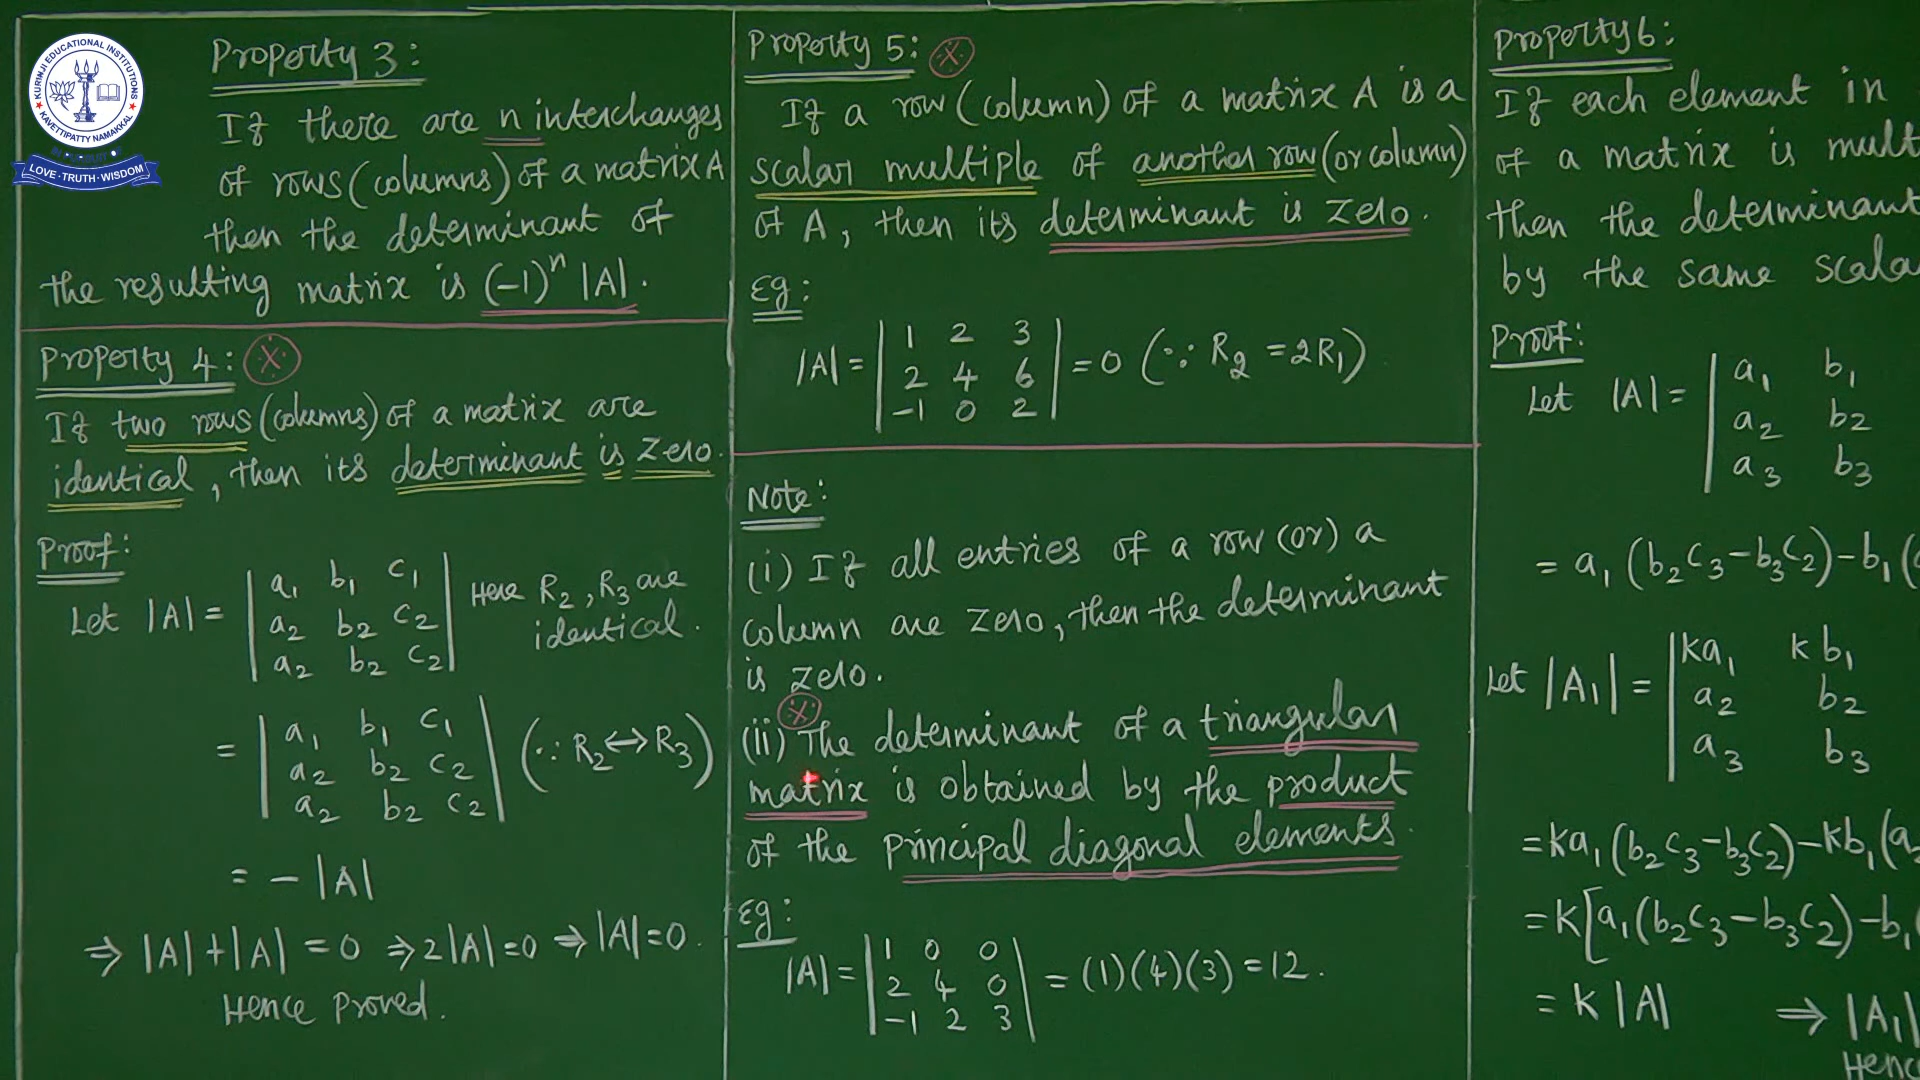 KURINJI EDUCATIONAL INSTITUTIONS
KAVETTIPATTY NAMAKKAL
LOVE · TRUTH · WISDOM
Property 3:
If there are n interchanges
of rows (columns) of a matrix A
then the determinant of
the resulting matrix is (-1)ⁿ |A|.
Property 4:
If two rows (columns) of a matrix are
identical, then its determinant is zero.
Proof:
Let |A| = | a₁ b₁ c₁ |
| a₂ b₂ c₂ |
| a₂ b₂ c₂ |
Here R₂, R₃ are
identical.
= | a₁ b₁ c₁ |
| a₂ b₂ c₂ |
| a₂ b₂ c₂ |
(∵ R₂ ↔ R₃)
= - |A|
⇒ |A| + |A| = 0 ⇒ 2|A| = 0 ⇒ |A| = 0.
Hence proved.
Property 5:
If a row (column) of a matrix A is a
scalar multiple of another row (or column)
of A, then its determinant is zero.
Eg:
|A| = | 1 2 3 |
| 2 4 6 |
| -1 0 2 |
= 0 (∵ R₂ = 2R₁)
Note:
(i) If all entries of a row (or) a
column are zero, then the determinant
is zero.
(ii) The determinant of a triangular
matrix is obtained by the product
of the principal diagonal elements.
Eg:
|A| = | 1 0 0 |
| 2 4 0 |
| -1 2 3 |
= (1)(4)(3) = 12.
Property 6:
If each element in
of a matrix is mult
then the determinant
by the same scala
Proof:
Let |A| = | a₁ b₁
| a₂ b₂
| a₃ b₃
= a₁ (b₂c₃ - b₃c₂) - b₁ (
Let |A₁| = | ka₁ kb₁
| a₂ b₂
| a₃ b₃
= ka₁ (b₂c₃ - b₃c₂) - kb₁ (a₂
= k[a₁ (b₂c₃ - b₃c₂) - b₁
= k |A| ⇒ |A₁|
Henc